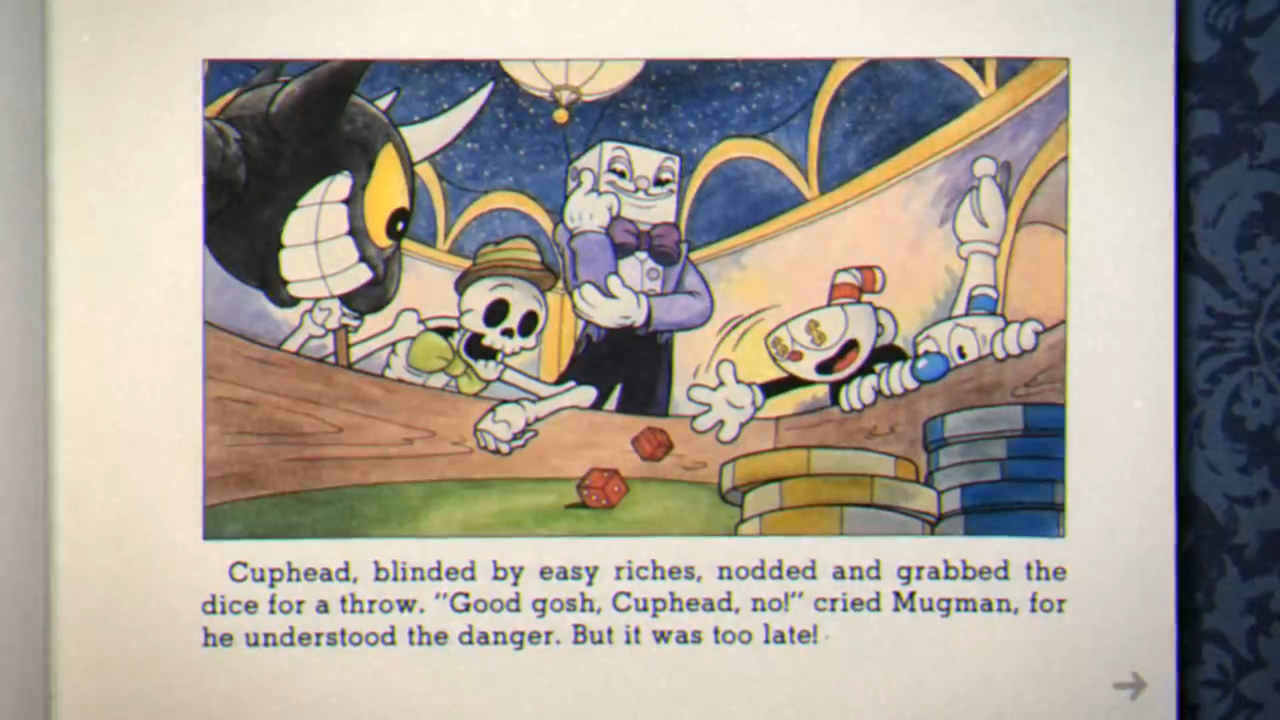 Cuphead, blinded by easy riches, nodded and grabbed the
dice for a throw. "Good gosh, Cuphead, no!" cried Mugman, for
he understood the danger. But it was too late!